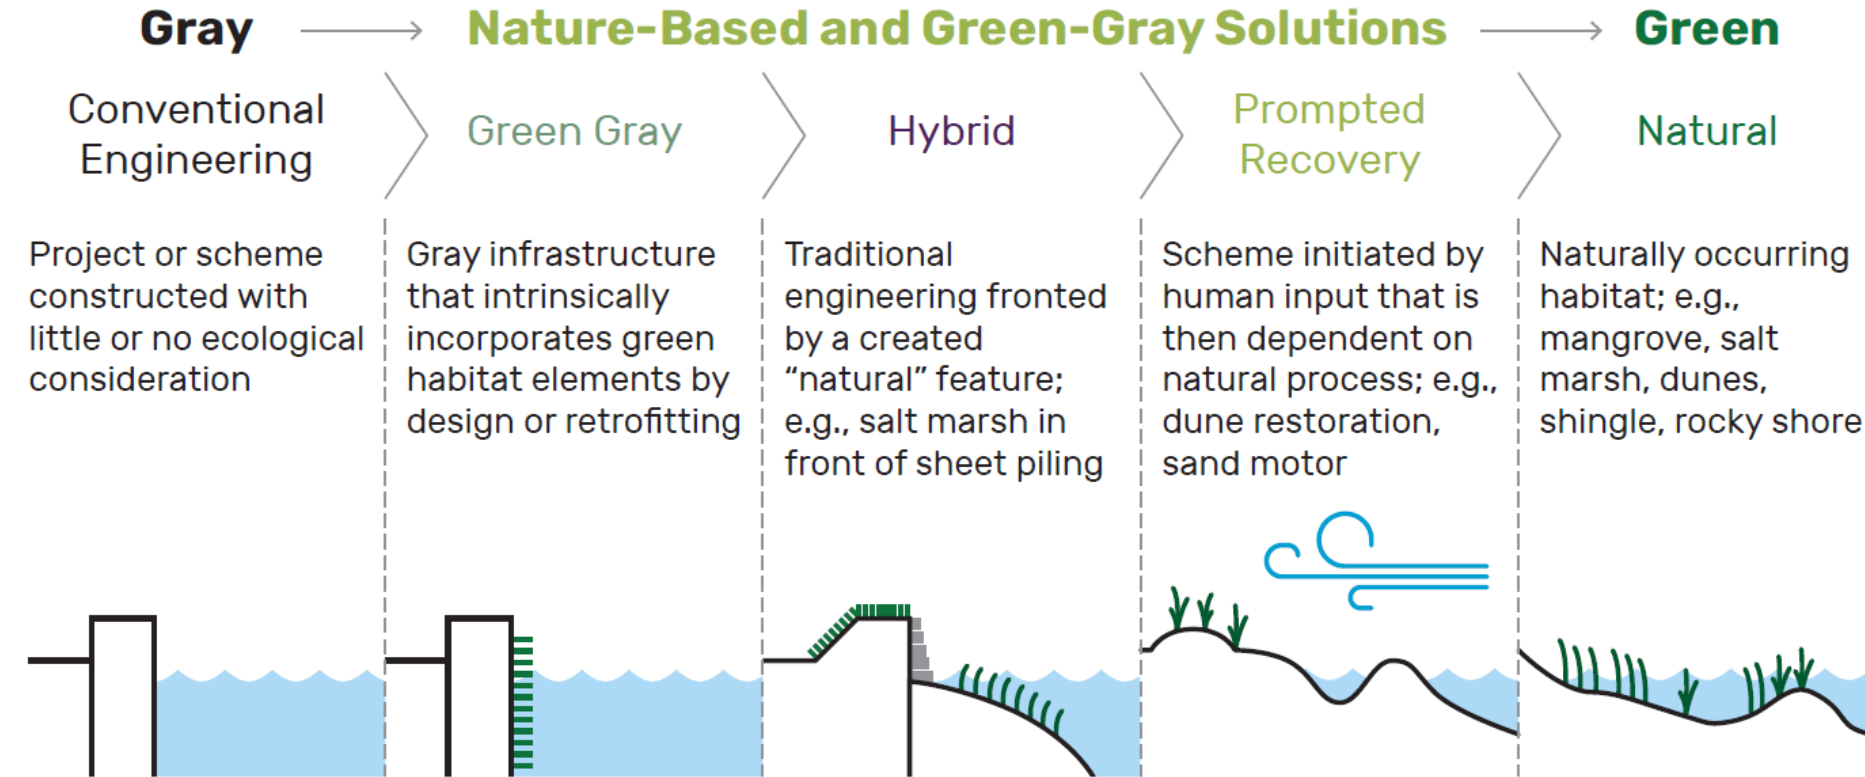 Gray
Nature-Based and Green-Gray Solutions
Green
Conventional
Engineering
Green Gray
Hybrid
Prompted
Recovery
Natural
Project or scheme
constructed with
little or no ecological
consideration
Gray infrastructure
that intrinsically
incorporates green
habitat elements by
design or retrofitting
Traditional
engineering fronted
by a created
“natural” feature;
e.g., salt marsh in
front of sheet piling
Scheme initiated by
human input that is
then dependent on
natural process; e.g.,
dune restoration,
sand motor
Naturally occurring
habitat; e.g.,
mangrove, salt
marsh, dunes,
shingle, rocky shore